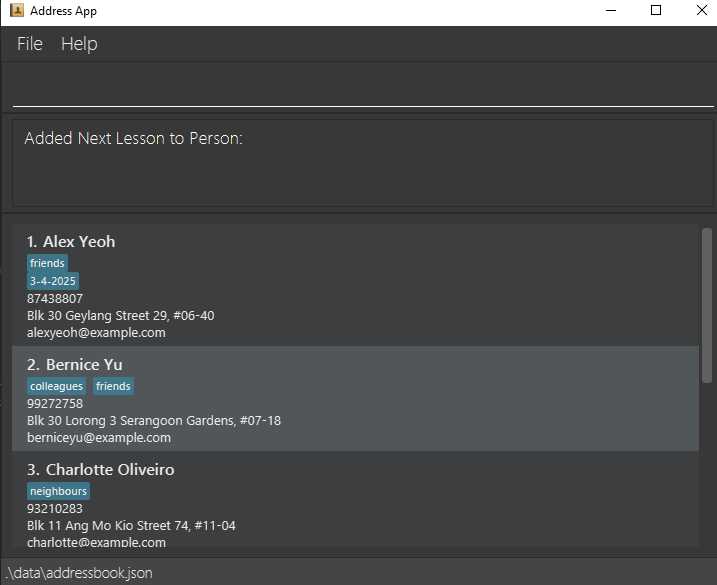 Address App
File Help
Added Next Lesson to Person:
1. Alex Yeoh
friends
3-4-2025
87438807
Blk 30 Geylang Street 29, #06-40
alexyeoh@example.com
2. Bernice Yu
colleagues friends
99272758
Blk 30 Lorong 3 Serangoon Gardens, #07-18
berniceyu@example.com
3. Charlotte Oliveiro
neighbours
93210283
Blk 11 Ang Mo Kio Street 74, #11-04
charlotte@example.com
.\data\addressbook.json